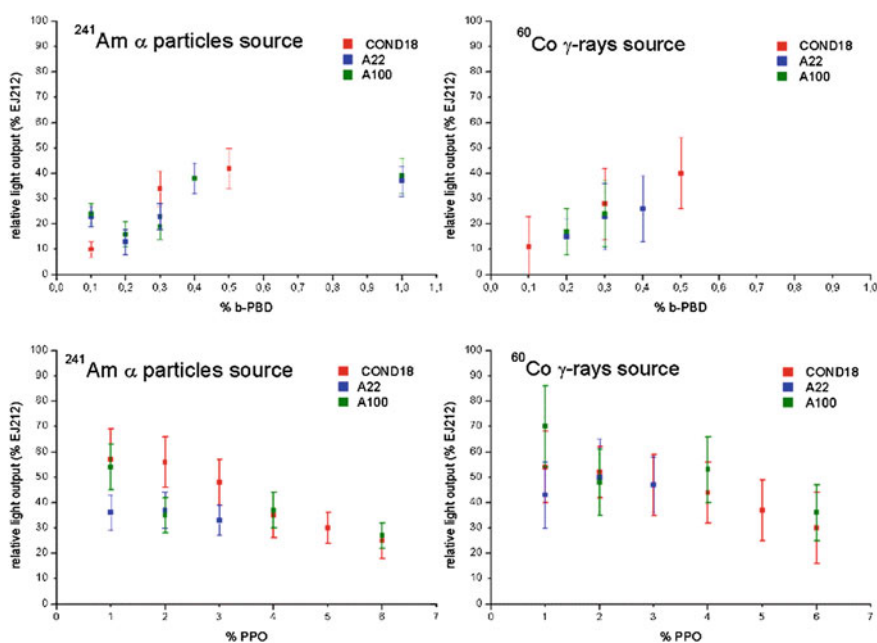 241Am α particles source
COND18
A22
A100
relative light output (% EJ212)
100
90
80
70
60
50
40
30
20
10
0
0,0 0,1 0,2 0,3 0,4 0,5 0,6 0,7 0,8 0,9 1,0 1,1
% b-PBD
60Co γ-rays source
COND18
A22
A100
relative light output (% EJ212)
100
90
80
70
60
50
40
30
20
10
0
0,0 0,1 0,2 0,3 0,4 0,5 0,6 0,7 0,8 0,9 1,0
% b-PBD
241Am α particles source
COND18
A22
A100
relative light output (% EJ212)
100
90
80
70
60
50
40
30
20
10
0
0 1 2 3 4 5 6 7
% PPO
60Co γ-rays source
COND18
A22
A100
relative light output (% EJ212)
100
90
80
70
60
50
40
30
20
10
0
0 1 2 3 4 5 6 7
% PPO